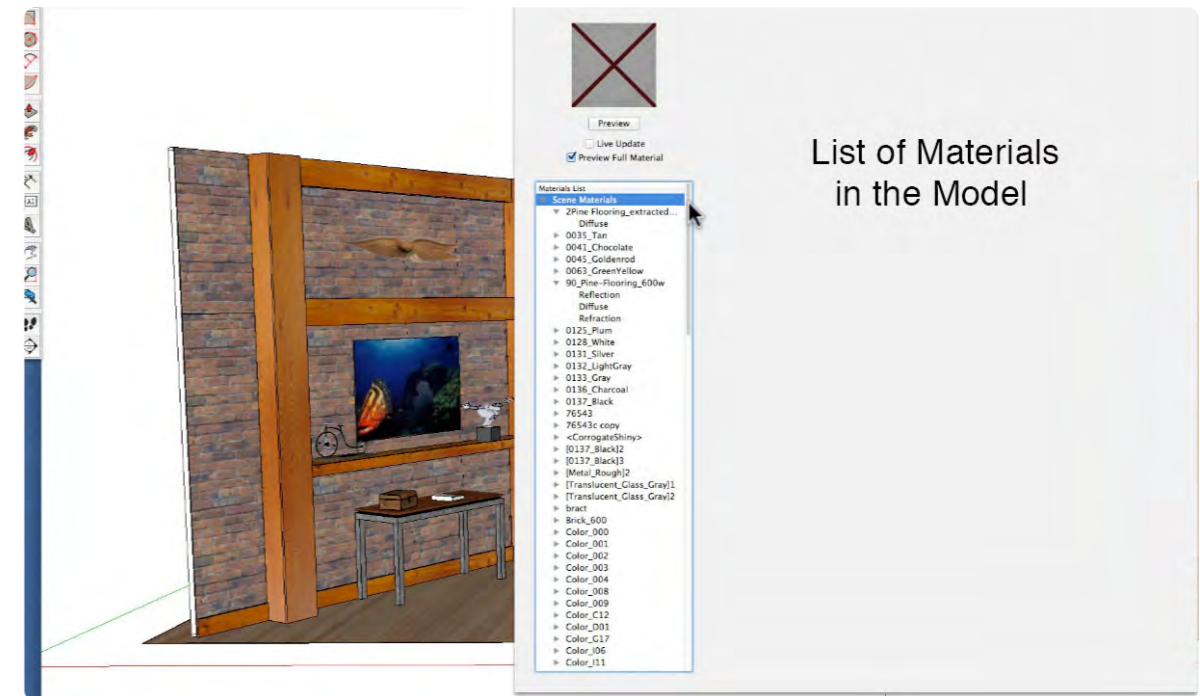 Preview
Live Update
Preview Full Material
List of Materials
in the Model
Materials List
Scene Materials
2Pine Flooring_extracted...
Diffuse
0035_Tan
0041_Chocolate
0045_Goldenrod
0063_GreenYellow
90_Pine-Flooring_600w
Reflection
Diffuse
Refraction
0125_Plum
0128_White
0131_Silver
0132_LightGray
0133_Gray
0136_Charcoal
0137_Black
76543
76543c copy
<CorrogateShiny>
[0137_Black]2
[0137_Black]3
[Metal_Rough]2
[Translucent_Glass_Gray]1
[Translucent_Glass_Gray]2
bract
Brick_600
Color_000
Color_001
Color_002
Color_003
Color_004
Color_008
Color_009
Color_C12
Color_D01
Color_G17
Color_I06
Color_I11